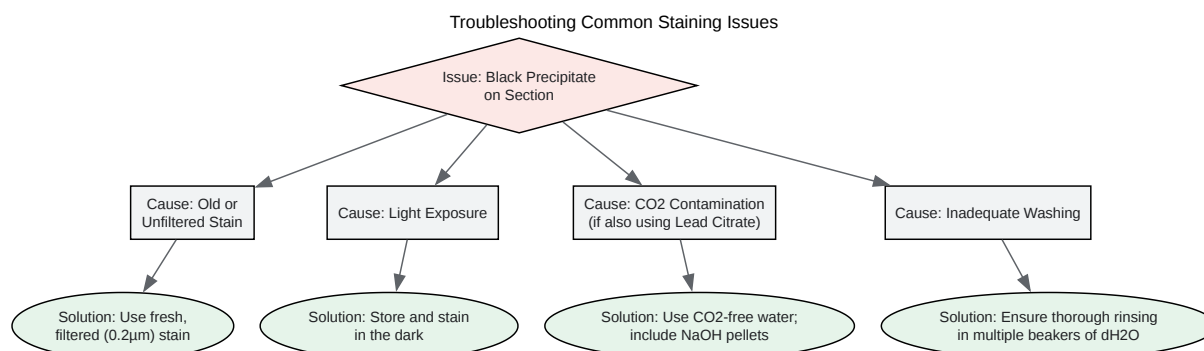 Troubleshooting Common Staining Issues
Issue: Black Precipitate
on Section
Cause: Old or
Unfiltered Stain
Cause: Light Exposure
Cause: CO2 Contamination
(if also using Lead Citrate)
Cause: Inadequate Washing
Solution: Use fresh,
filtered (0.2µm) stain
Solution: Store and stain
in the dark
Solution: Use CO2-free water;
include NaOH pellets
Solution: Ensure thorough rinsing
in multiple beakers of dH2O